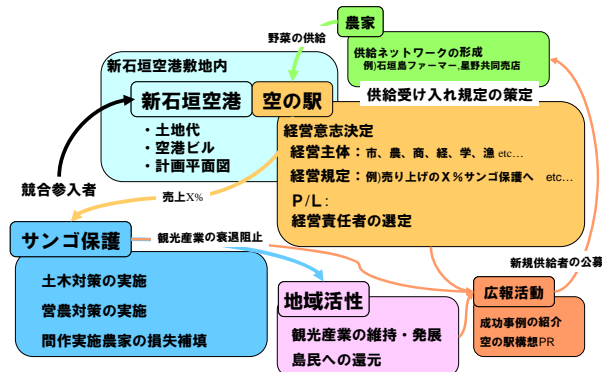 農家
野菜の供給
供給ネットワークの形成
例)石垣島ファーマー,星野共同売店
新石垣空港敷地内
供給受け入れ規定の策定
新石垣空港
空の駅
・土地代
・空港ビル
・計画平面図
経営意志決定
経営主体：市、農、商、経、学、漁 etc…
経営規定：例)売り上げのX％サンゴ保護へ etc…
P/L：
経営責任者の選定
競合参入者
売上X%
サンゴ保護
観光産業の衰退阻止
新規供給者の公募
土木対策の実施
営農対策の実施
間作実施農家の損失補填
地域活性
観光産業の維持・発展
島民への還元
広報活動
成功事例の紹介
空の駅構想PR